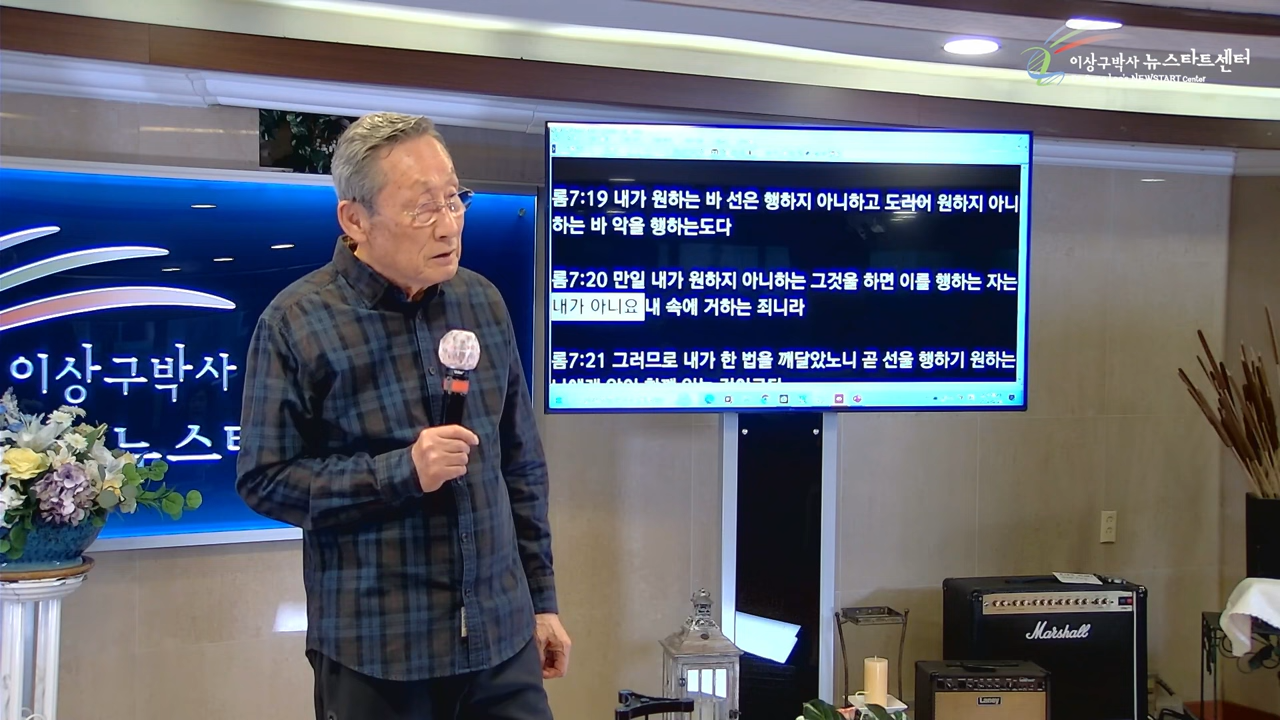 이상구박사 뉴스타트센터
NEWSTART Center
롬7:19 내가 원하는 바 선은 행하지 아니하고 도리어 원하지 아니
하는 바 악을 행하는도다
롬7:20 만일 내가 원하지 아니하는 그것을 하면 이를 행하는 자는
내가 아니요 내 속에 거하는 죄니라
롬7:21 그러므로 내가 한 법을 깨달았노니 곧 선을 행하기 원하는
이상구박사
뉴스타
Marshall
Laney